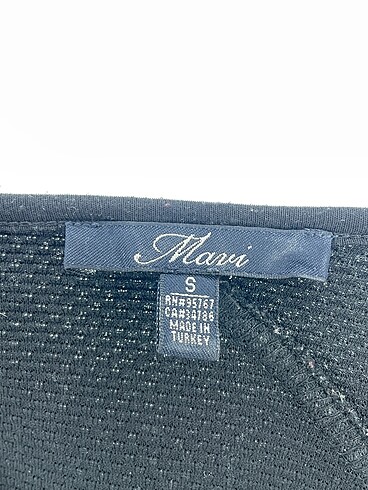 Mavi
S
RN#95767
CA#34786
MADE IN
TURKEY